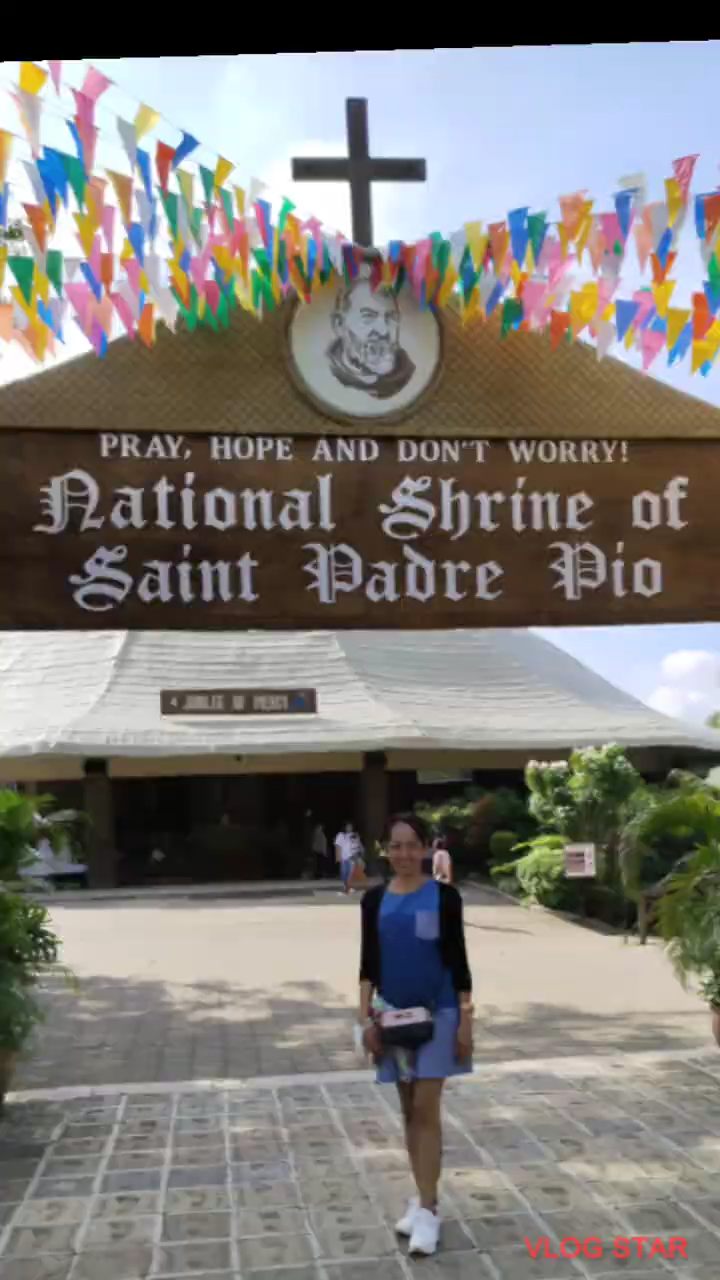 PRAY, HOPE AND DON'T WORRY!
National Shrine of
Saint Padre Pio
JUBILEE OF MERCY
VLOG STAR